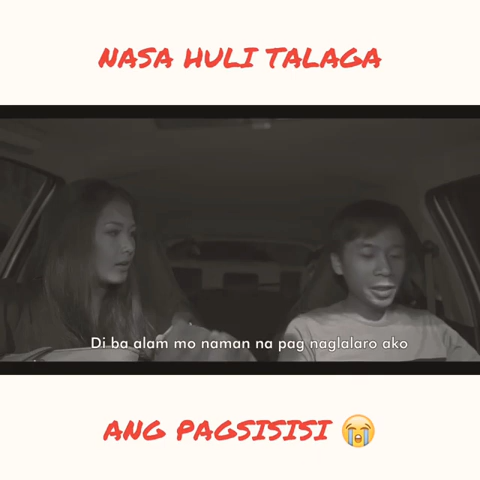 NASA HULI TALAGA
Di ba alam mo naman na pag naglalaro ako
ANG PAGSISISI 😭